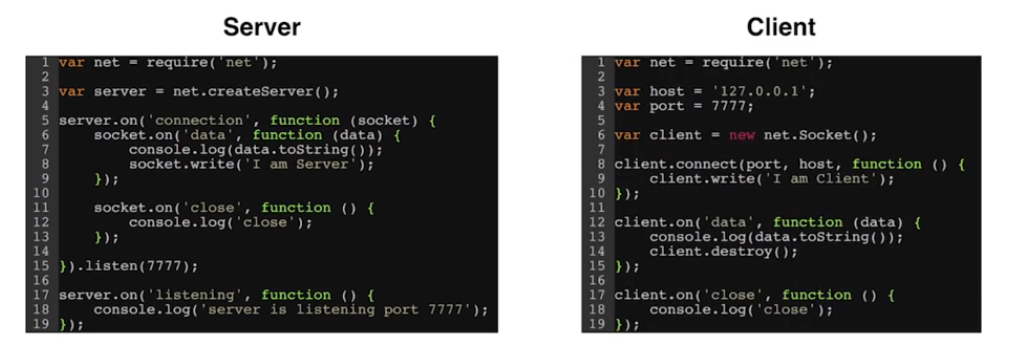 Server
1 var net = require('net');
2
3 var server = net.createServer();
4
5 server.on('connection', function (socket) {
6     socket.on('data', function (data) {
7         console.log(data.toString());
8         socket.write('I am Server');
9     });
10
11     socket.on('close', function () {
12         console.log('close');
13     });
14
15 }).listen(7777);
16
17 server.on('listening', function () {
18     console.log('server is listening port 7777');
19 });
Client
1 var net = require('net');
2
3 var host = '127.0.0.1';
4 var port = 7777;
5
6 var client = new net.Socket();
7
8 client.connect(port, host, function () {
9     client.write('I am Client');
10 });
11
12 client.on('data', function (data) {
13     console.log(data.toString());
14     client.destroy();
15 });
16
17 client.on('close', function () {
18     console.log('close');
19 });